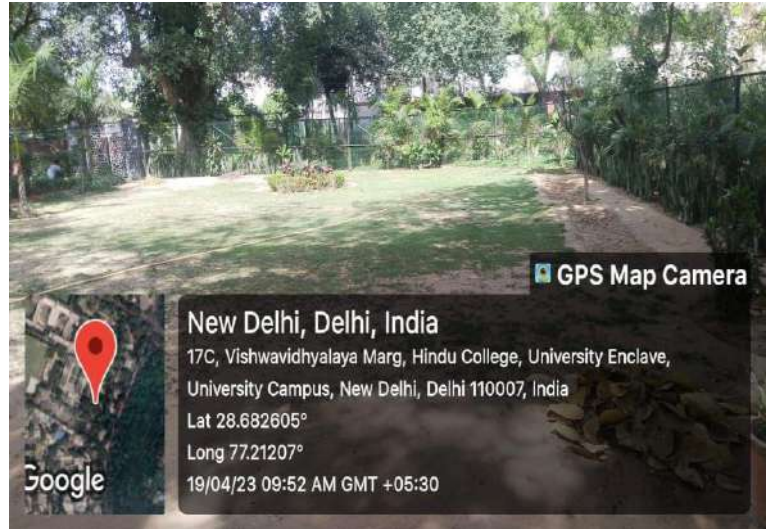 GPS Map Camera
New Delhi, Delhi, India
17C, Vishwavidhyalaya Marg, Hindu College, University Enclave,
University Campus, New Delhi, Delhi 110007, India
Lat 28.682605°
Long 77.21207°
19/04/23 09:52 AM GMT +05:30
Google